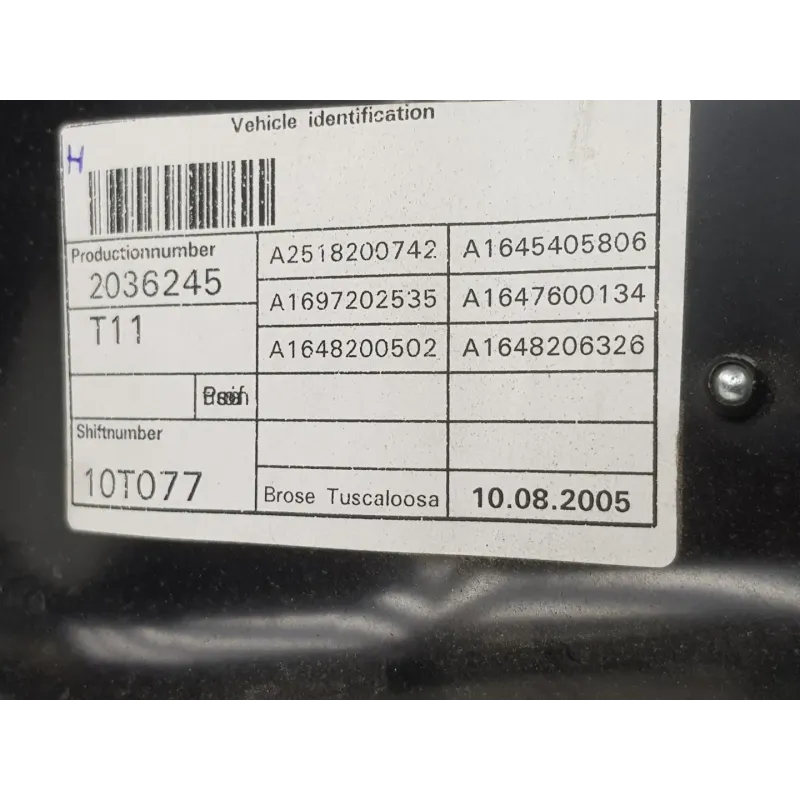 Vehicle identification
H
Productionnumber
2036245
T11
A2518200742 A1645405806
A1697202535 A1647600134
A1648200502 A1648206326
Shiftnumber
10T077
Brose Tuscaloosa 10.08.2005